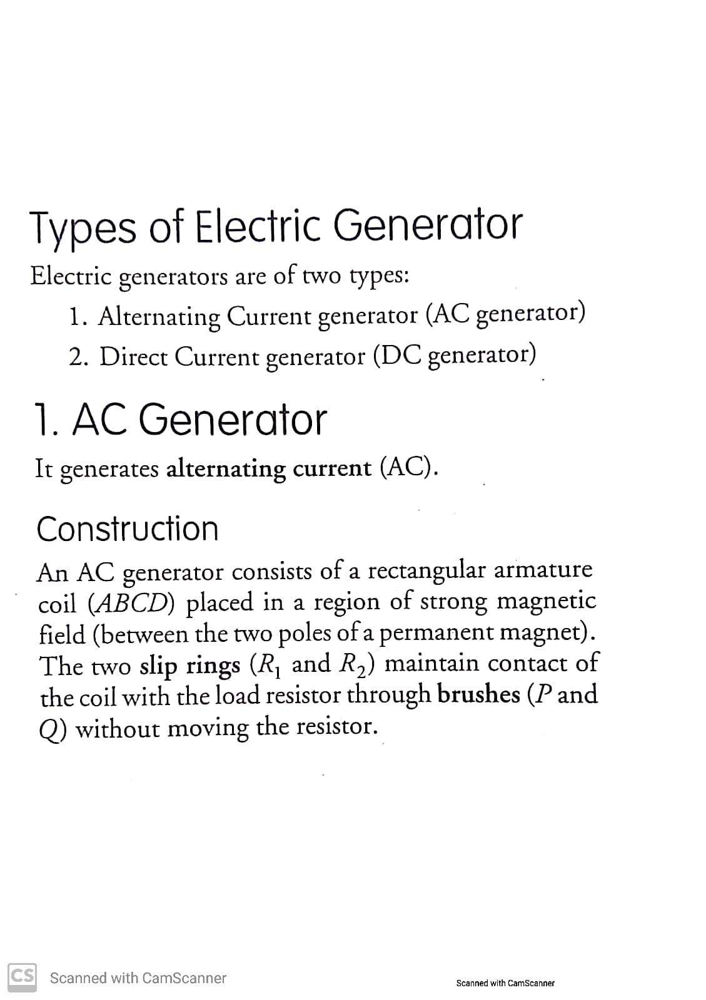 Types of Electric Generator
Electric generators are of two types:
1. Alternating Current generator (AC generator)
2. Direct Current generator (DC generator)
1. AC Generator
It generates alternating current (AC).
Construction
An AC generator consists of a rectangular armature
coil (ABCD) placed in a region of strong magnetic
field (between the two poles of a permanent magnet).
The two slip rings (R₁ and R₂) maintain contact of
the coil with the load resistor through brushes (P and
Q) without moving the resistor.
CS Scanned with CamScanner
Scanned with CamScanner